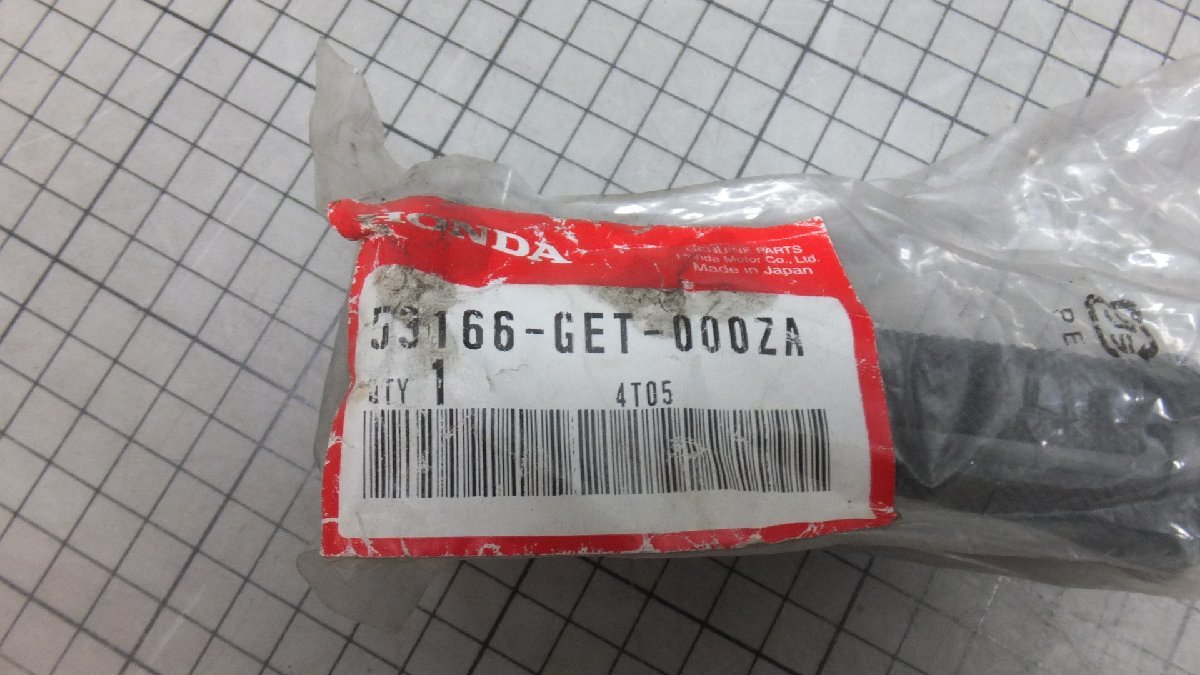 HONDA
GENUINE PARTS
Honda Motor Co., Ltd.
Made in Japan
53166-GET-000ZA
QTY 1
4T05
PE